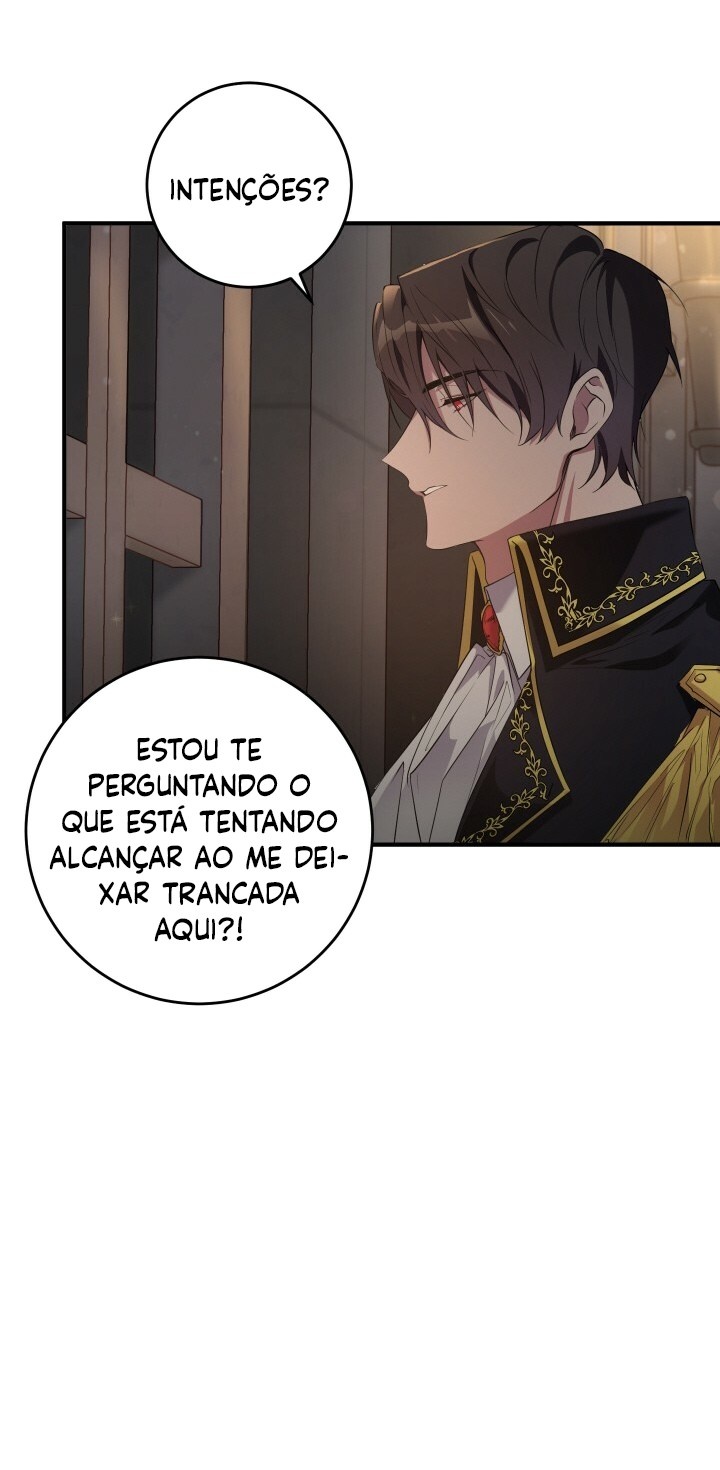 INTENÇÕES?
ESTOU TE
PERGUNTANDO O
QUE ESTÁ TENTANDO
ALCANÇAR AO ME DEI-
XAR TRANCADA
AQUI?!